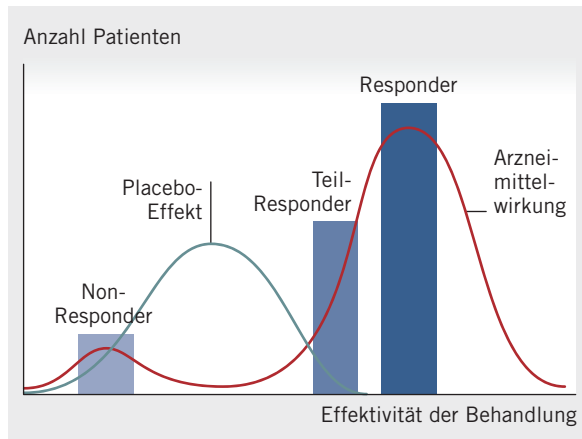 Anzahl Patienten
Responder
Placebo-
Effekt
Teil-
Responder
Arznei-
mittel-
wirkung
Non-
Responder
Effektivität der Behandlung